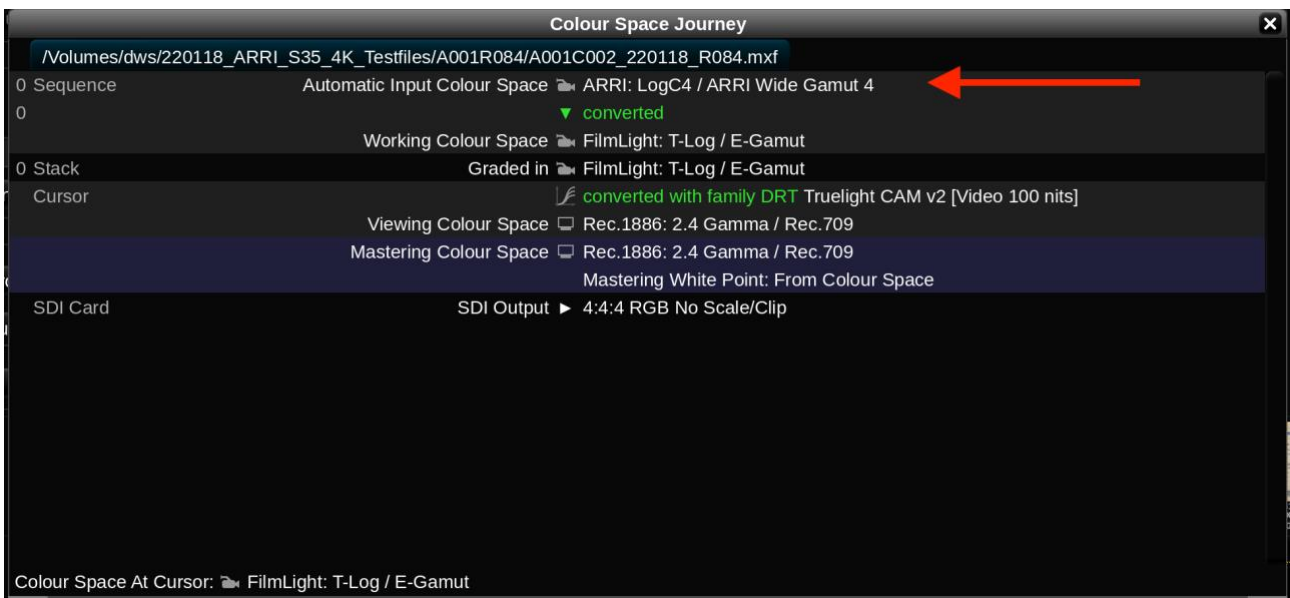 Colour Space Journey
/Volumes/dws/220118_ARRI_S35_4K_Testfiles/A001R084/A001C002_220118_R084.mxf
0 Sequence Automatic Input Colour Space ARRI: LogC4 / ARRI Wide Gamut 4
0 converted
Working Colour Space FilmLight: T-Log / E-Gamut
0 Stack Graded in FilmLight: T-Log / E-Gamut
Cursor converted with family DRT Truelight CAM v2 [Video 100 nits]
Viewing Colour Space Rec.1886: 2.4 Gamma / Rec.709
Mastering Colour Space Rec.1886: 2.4 Gamma / Rec.709
Mastering White Point: From Colour Space
SDI Card SDI Output ► 4:4:4 RGB No Scale/Clip
Colour Space At Cursor: FilmLight: T-Log / E-Gamut